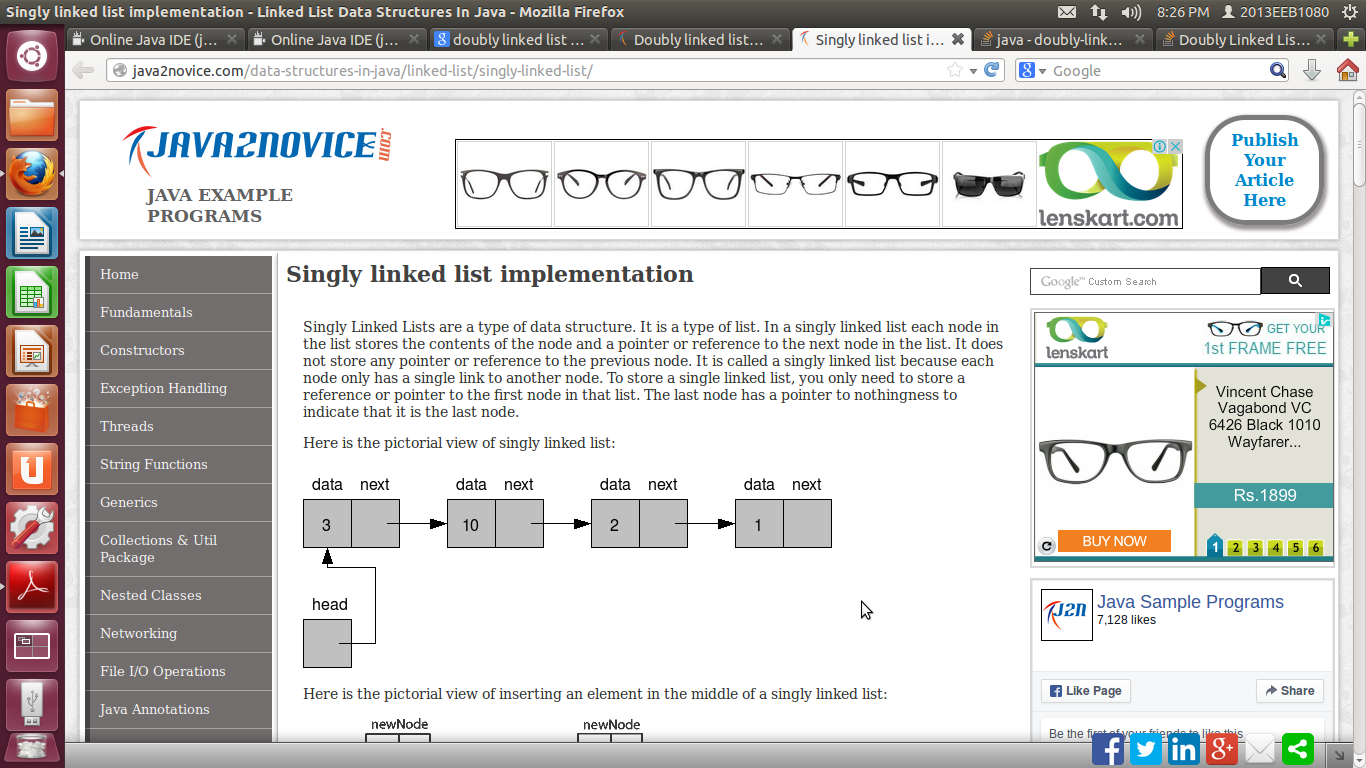 Singly linked list implementation - Linked List Data Structures In Java - Mozilla Firefox
8:26 PM 2013EEB1080
Online Java IDE (j...
Online Java IDE (j...
doubly linked list ...
Doubly linked list...
Singly linked list i...
java - doubly-link...
Doubly Linked Lis...
java2novice.com/data-structures-in-java/linked-list/singly-linked-list/
Google
JAVA2NOVICE.com
JAVA EXAMPLE
PROGRAMS
lenskart.com
Publish
Your
Article
Here
Home
Fundamentals
Constructors
Exception Handling
Threads
String Functions
Generics
Collections & Util
Package
Nested Classes
Networking
File I/O Operations
Java Annotations
Singly linked list implementation
Singly Linked Lists are a type of data structure. It is a type of list. In a singly linked list each node in
the list stores the contents of the node and a pointer or reference to the next node in the list. It does
not store any pointer or reference to the previous node. It is called a singly linked list because each
node only has a single link to another node. To store a single linked list, you only need to store a
reference or pointer to the first node in that list. The last node has a pointer to nothingness to
indicate that it is the last node.
Here is the pictorial view of singly linked list:
data next data next data next data next
3 10 2 1
head
Here is the pictorial view of inserting an element in the middle of a singly linked list:
newNode newNode
Google™ Custom Search
lenskart
GET YOUR
1st FRAME FREE
Vincent Chase
Vagabond VC
6426 Black 1010
Wayfarer...
Rs.1899
BUY NOW
1 2 3 4 5 6
J2N
Java Sample Programs
7,128 likes
Like Page
Share
Be the first of your friends to like this